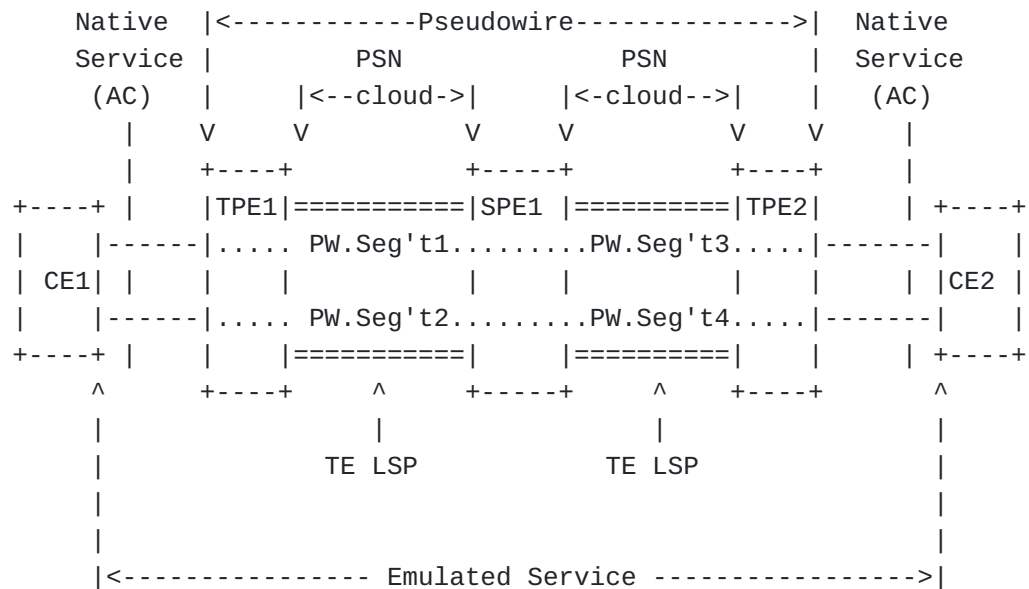 Native  |<------------Pseudowire-------------->|  Native
Service |         PSN              PSN         |  Service
(AC)    |     |<--cloud->|     |<-cloud-->|    |   (AC)
|    V     V          V     V          V    V     |
|    +----+           +-----+          +----+     |
+----+ |    |TPE1|===========|SPE1 |==========|TPE2|     | +----+
|    |------|..... PW.Seg't1.........PW.Seg't3.....|-------|    |
| CE1| |    |    |           |     |          |    |     | |CE2 |
|    |------|..... PW.Seg't2.........PW.Seg't4.....|-------|    |
+----+ |    |    |===========|     |==========|    |     | +----+
^      +----+     ^     +-----+     ^    +----+         ^
|                 |                 |                 |
|              TE LSP            TE LSP               |
|                                                     |
|                                                     |
|<---------------- Emulated Service ----------------->|